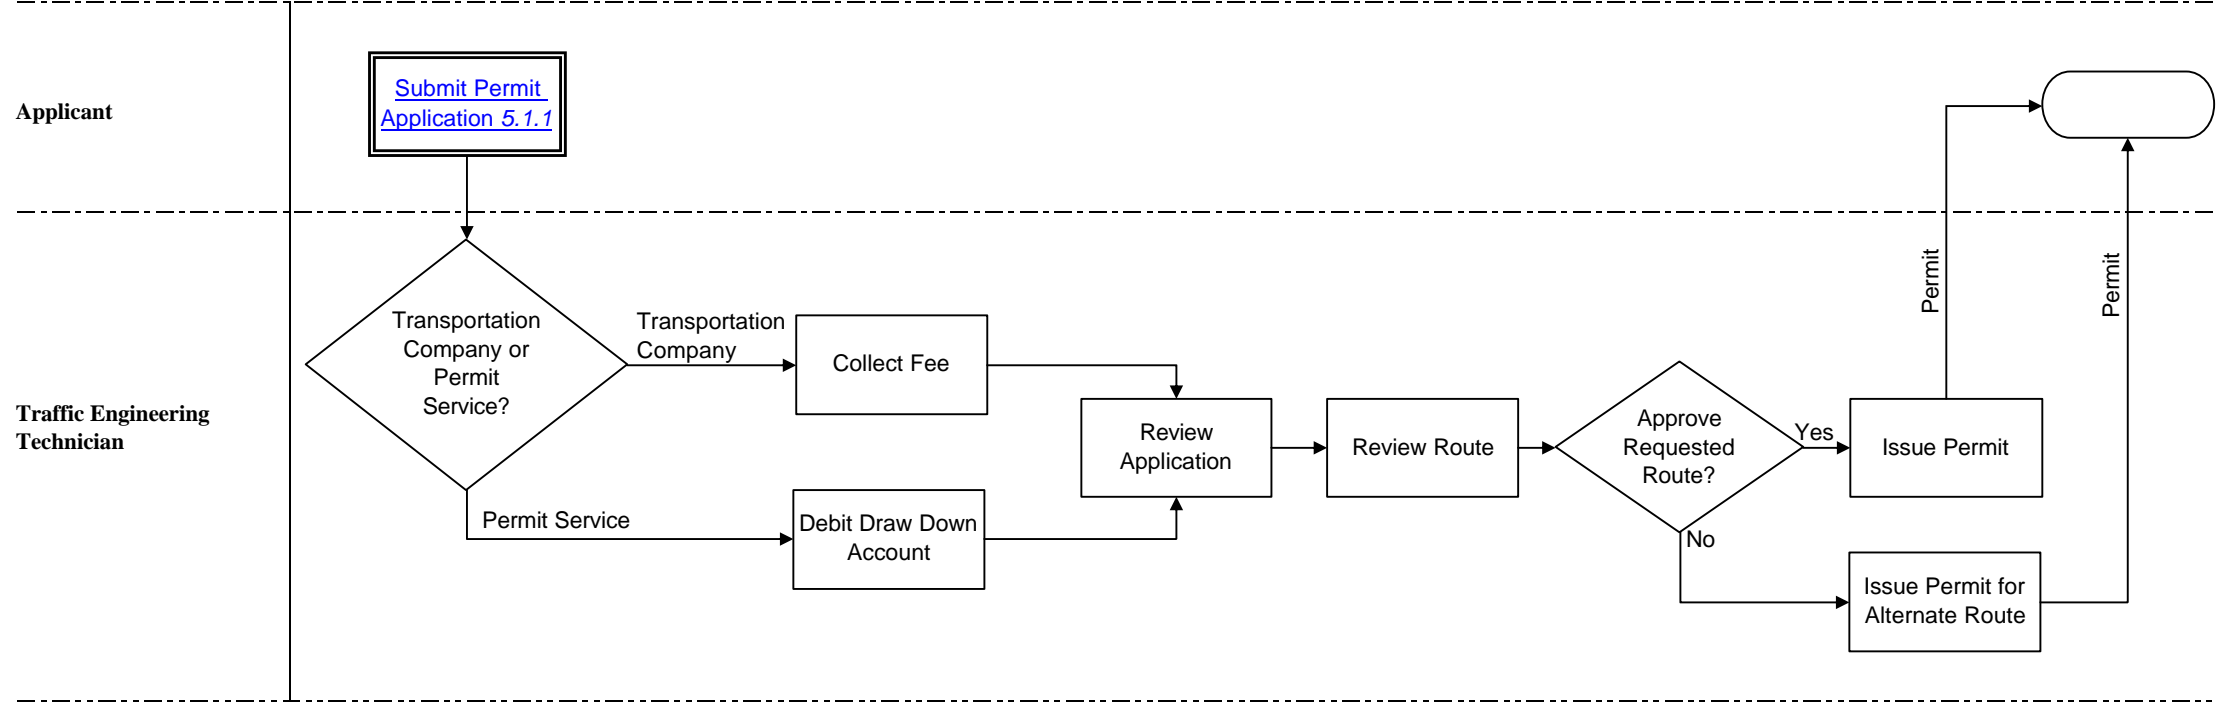 Applicant
Submit Permit
Application 5.1.1
Traffic Engineering
Technician
Transportation
Company or
Permit
Service?
Transportation
Company
Permit Service
Collect Fee
Debit Draw Down
Account
Review
Application
Review Route
Approve
Requested
Route?
Yes
No
Issue Permit
Issue Permit for
Alternate Route
Permit
Permit